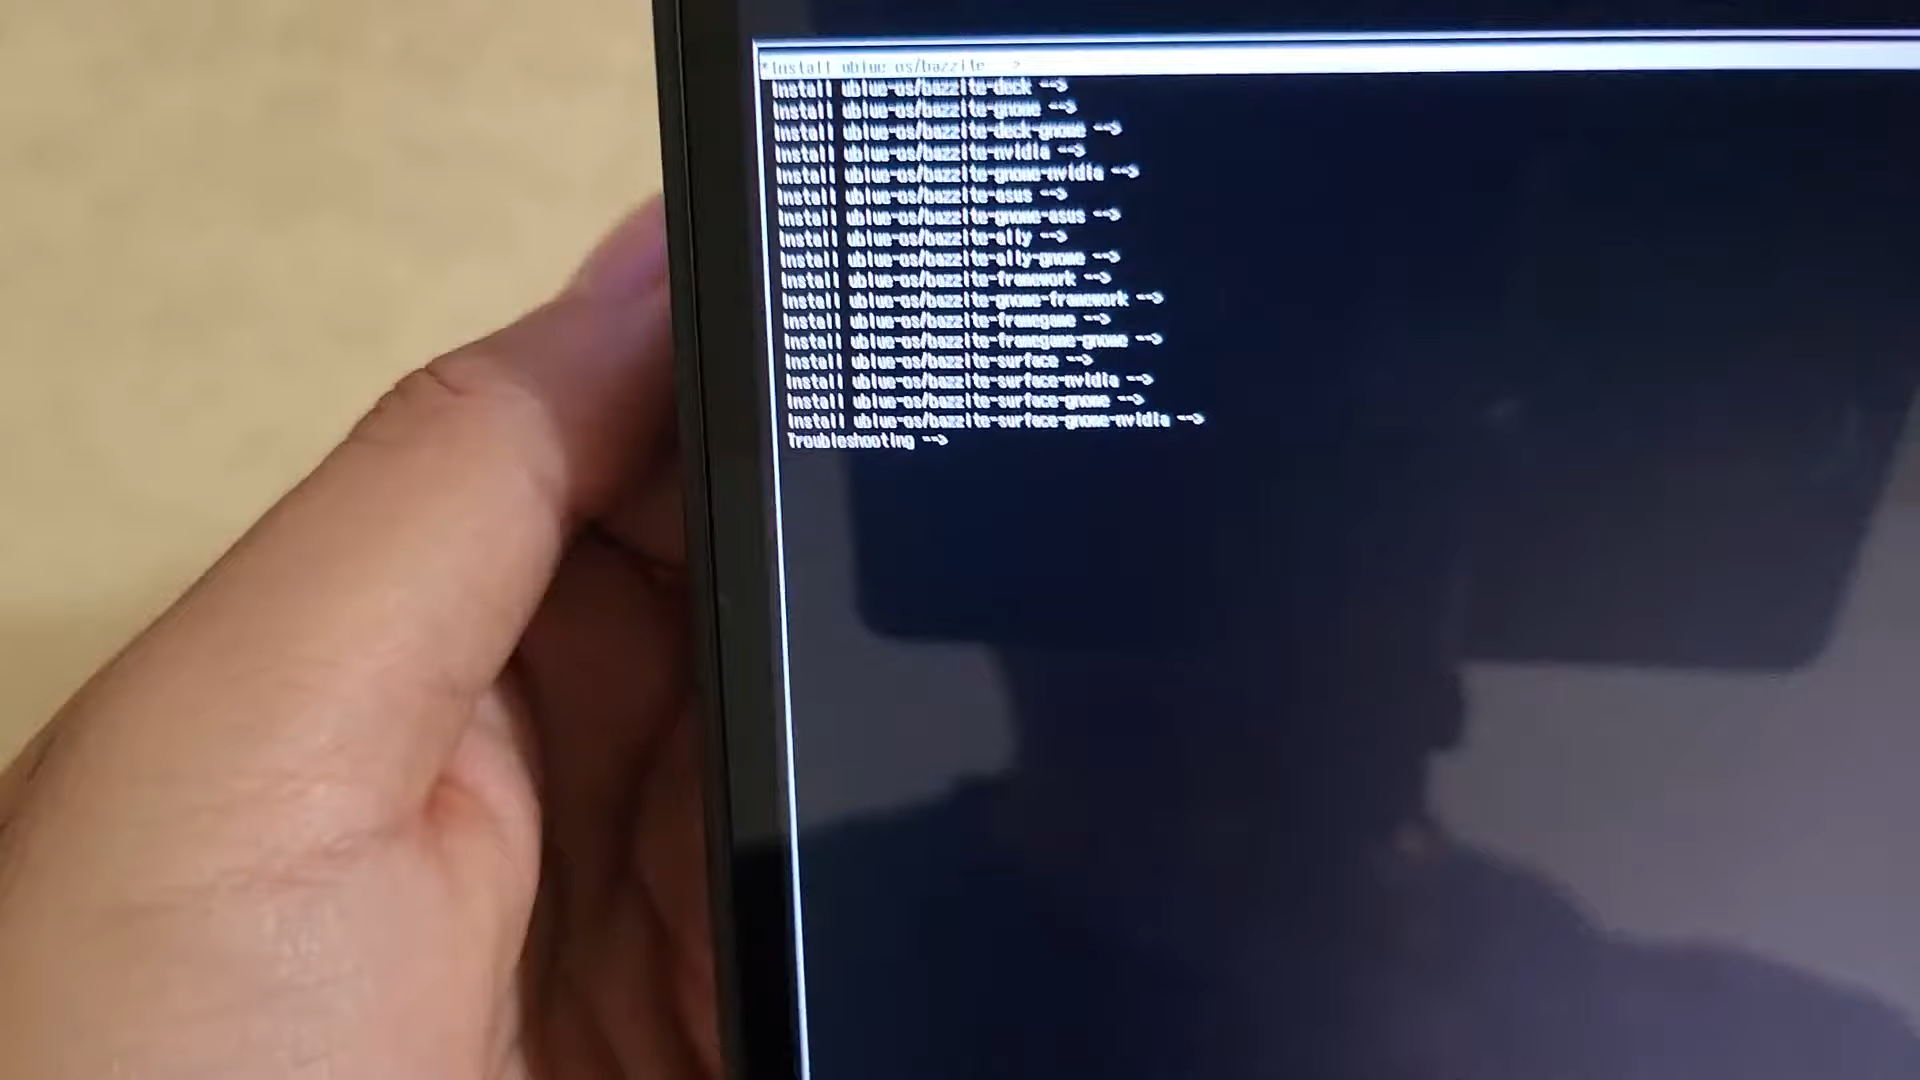 *Install ublue-os/bazzite -->
Install ublue-os/bazzite-deck -->
Install ublue-os/bazzite-gnome -->
Install ublue-os/bazzite-deck-gnome -->
Install ublue-os/bazzite-nvidia -->
Install ublue-os/bazzite-gnome-nvidia -->
Install ublue-os/bazzite-asus -->
Install ublue-os/bazzite-gnome-asus -->
Install ublue-os/bazzite-ally -->
Install ublue-os/bazzite-ally-gnome -->
Install ublue-os/bazzite-framework -->
Install ublue-os/bazzite-gnome-framework -->
Install ublue-os/bazzite-framegame -->
Install ublue-os/bazzite-framegame-gnome -->
Install ublue-os/bazzite-surface -->
Install ublue-os/bazzite-surface-nvidia -->
Install ublue-os/bazzite-surface-gnome -->
Install ublue-os/bazzite-surface-gnome-nvidia -->
Troubleshooting -->